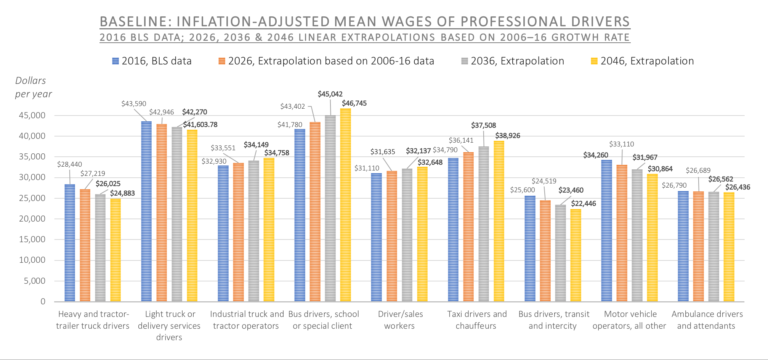 BASELINE: INFLATION-ADJUSTED MEAN WAGES OF PROFESSIONAL DRIVERS
2016 BLS DATA; 2026, 2036 & 2046 LINEAR EXTRAPOLATIONS BASED ON 2006–16 GROTWH RATE
2016, BLS data
2026, Extrapolation based on 2006-16 data
2036, Extrapolation
2046, Extrapolation
Dollars
per year
45,000
40,000
35,000
30,000
25,000
20,000
15,000
10,000
5,000
0
$28,440
$27,219
$26,025
$24,883
$43,590
$42,946
$42,270
$41,603.78
$32,930
$33,551
$34,149
$34,758
$41,780
$43,402
$45,042
$46,745
$31,110
$31,635
$32,137
$32,648
$34,790
$36,141
$37,508
$38,926
$25,600
$24,519
$23,460
$22,446
$34,260
$33,110
$31,967
$30,864
$26,790
$26,689
$26,562
$26,436
Heavy and tractor-
trailer truck drivers
Light truck or
delivery services
drivers
Industrial truck and
tractor operators
Bus drivers, school
or special client
Driver/sales
workers
Taxi drivers and
chauffeurs
Bus drivers, transit
and intercity
Motor vehicle
operators, all other
Ambulance drivers
and attendants